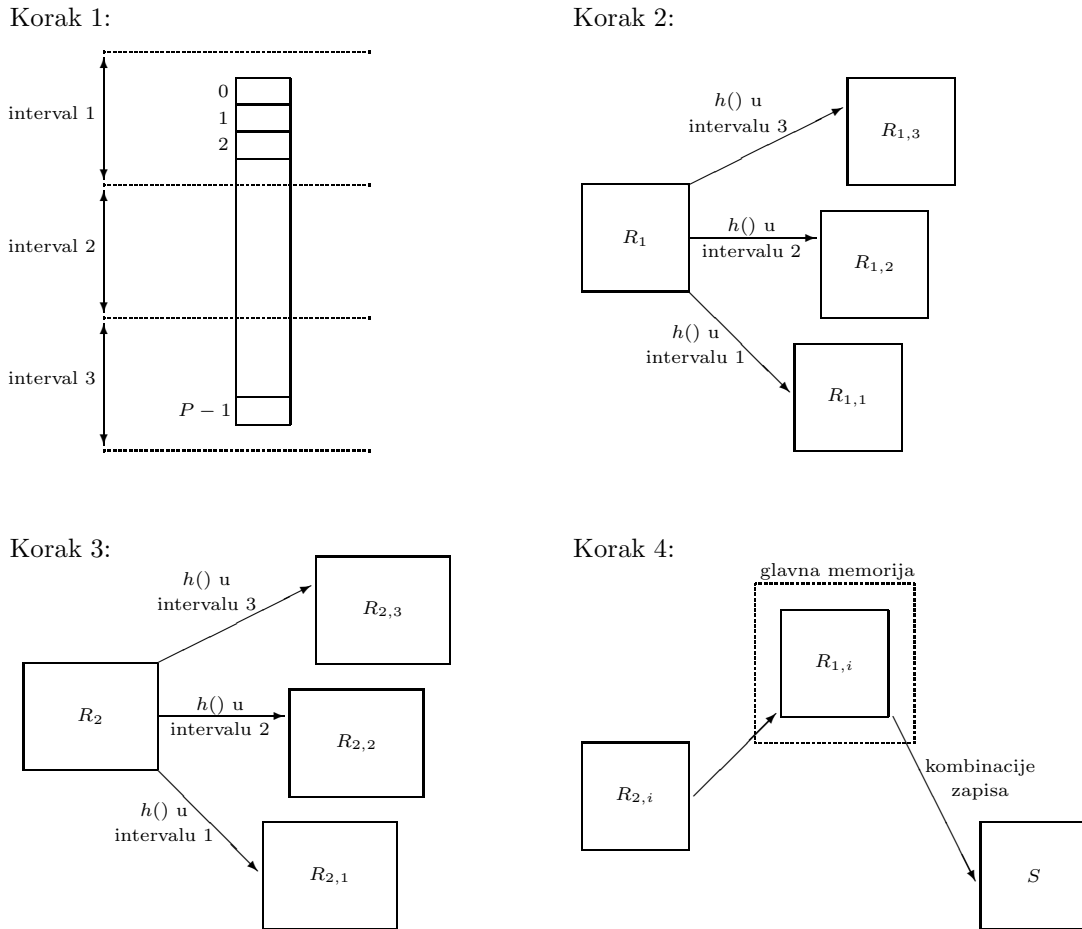 Korak 1:
interval 1
interval 2
interval 3
0
1
2
P − 1
Korak 2:
R₁
h() u
intervalu 3
h() u
intervalu 2
h() u
intervalu 1
R₁,₃
R₁,₂
R₁,₁
Korak 3:
R₂
h() u
intervalu 3
h() u
intervalu 2
h() u
intervalu 1
R₂,₃
R₂,₂
R₂,₁
Korak 4:
glavna memorija
R₁,ᵢ
R₂,ᵢ
kombinacije
zapisa
S